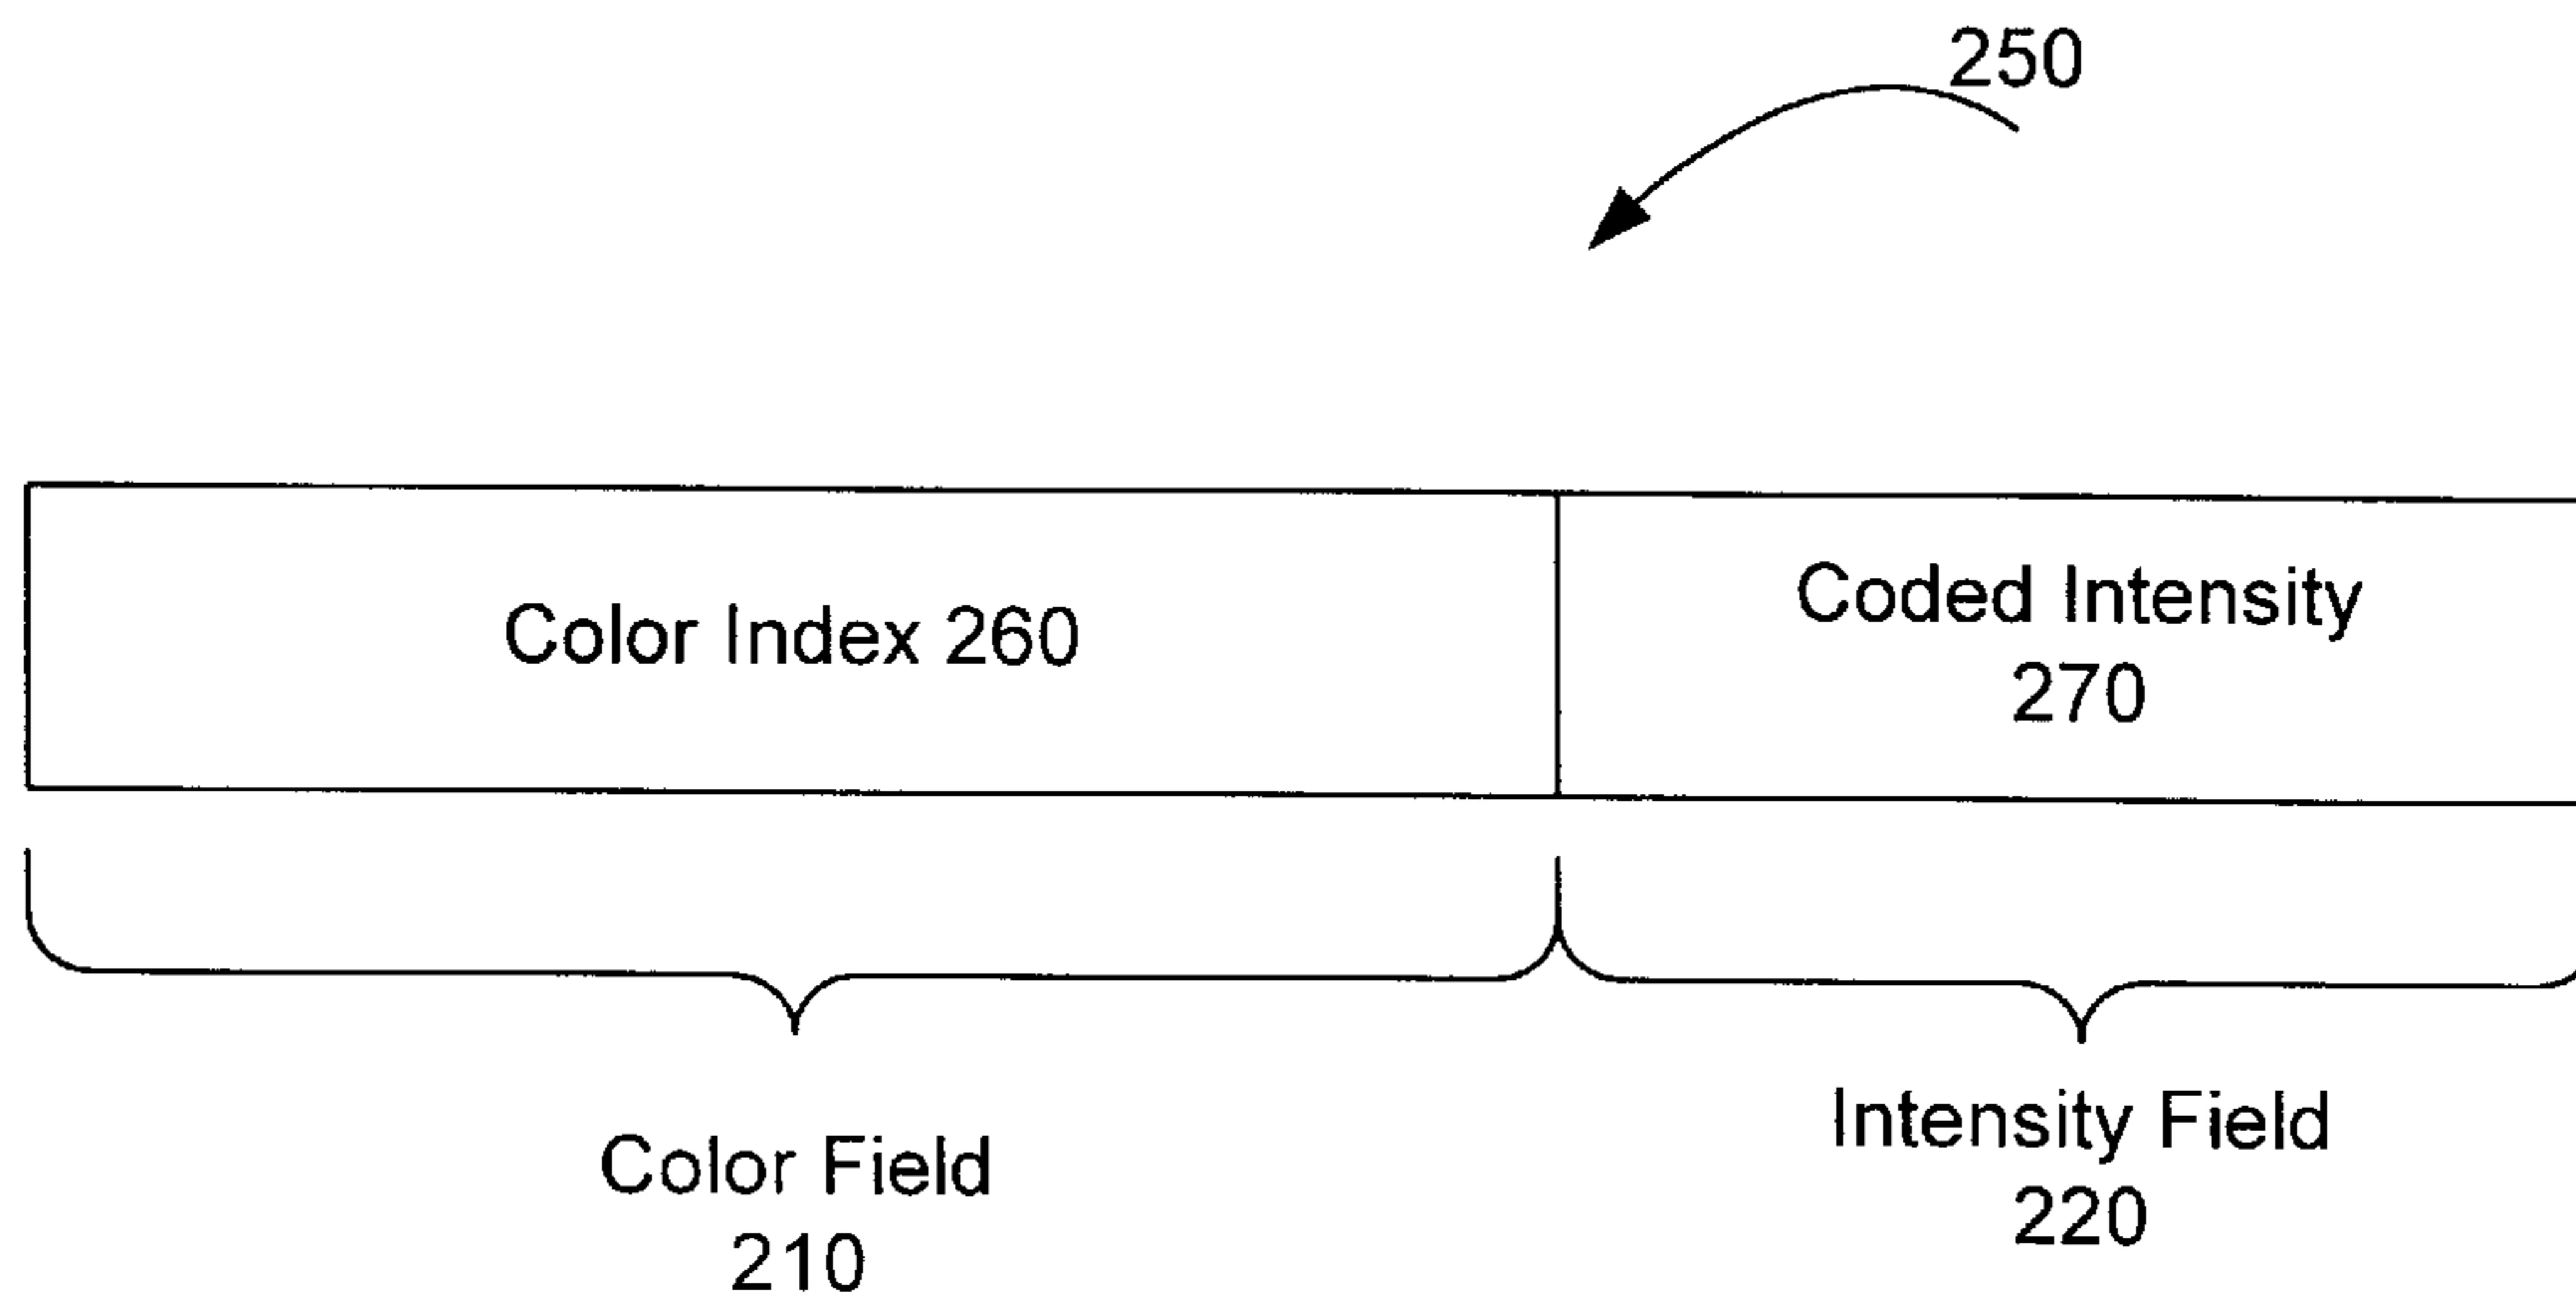 250
Color Index 260
Coded Intensity
270
Color Field
210
Intensity Field
220